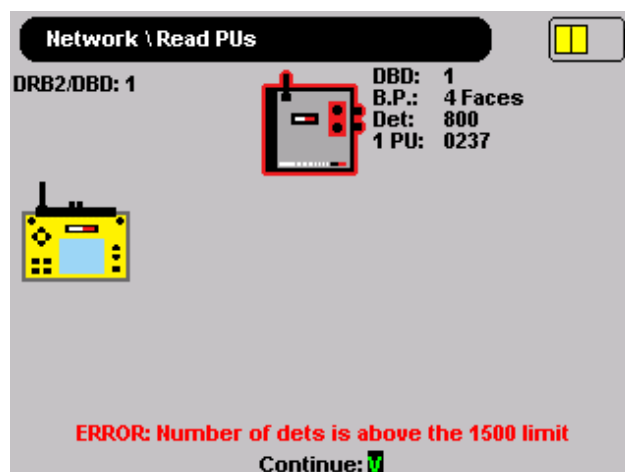 Network \ Read PUs
DRB2/DBD: 1
DBD: 1
B.P.: 4 Faces
Det: 800
1 PU: 0237
ERROR: Number of dets is above the 1500 limit
Continue: V